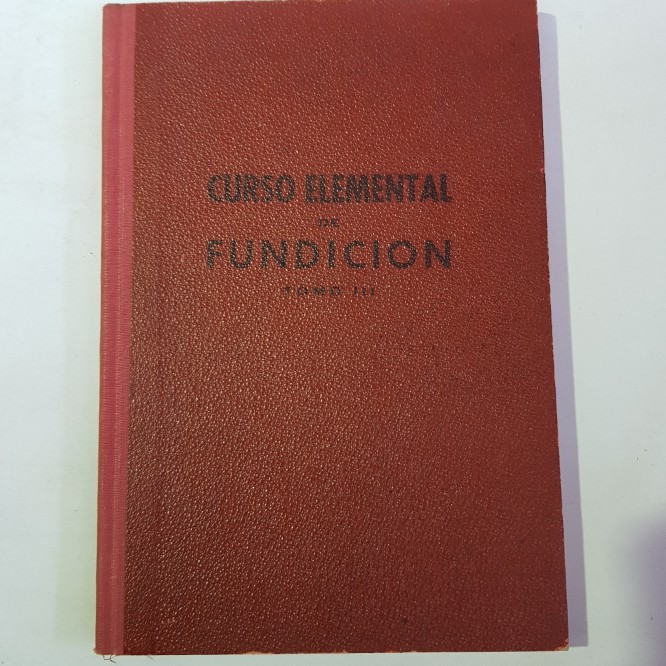 CURSO ELEMENTAL
DE
FUNDICION
TOMO III